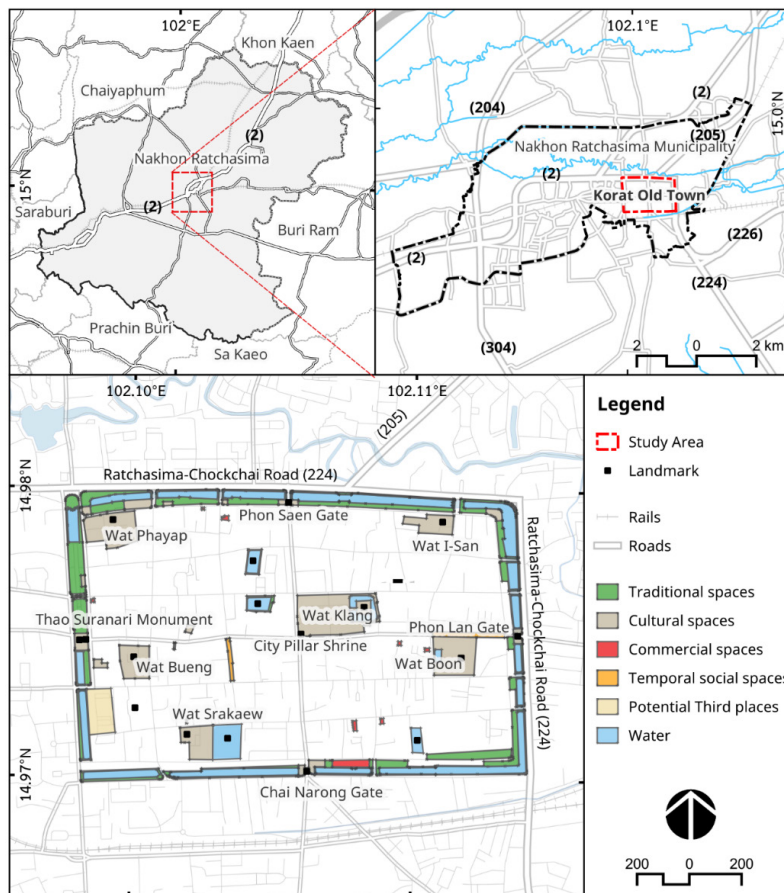 102°E
Khon Kaen
Chaiyaphum
(2)
Nakhon Ratchasima
15°N
Saraburi
(2)
Buri Ram
Prachin Buri
Sa Kaeo
102.1°E
(2)
(204)
(205)
15.0°N
Nakhon Ratchasima Municipality
(2)
Korat Old Town
(2)
(226)
(224)
(304)
2 0 2 km
102.10°E
102.11°E
(205)
14.98°N
Ratchasima-Chockchai Road (224)
Phon Saen Gate
Wat Phayap
Wat I-San
Ratchasima-Chockchai Road (224)
Thao Suranari Monument
Wat Klang
Phon Lan Gate
City Pillar Shrine
Wat Bueng
Wat Boon
Wat Srakaew
14.97°N
Chai Narong Gate
Legend
Study Area
Landmark
Rails
Roads
Traditional spaces
Cultural spaces
Commercial spaces
Temporal social spaces
Potential Third places
Water
200 0 200